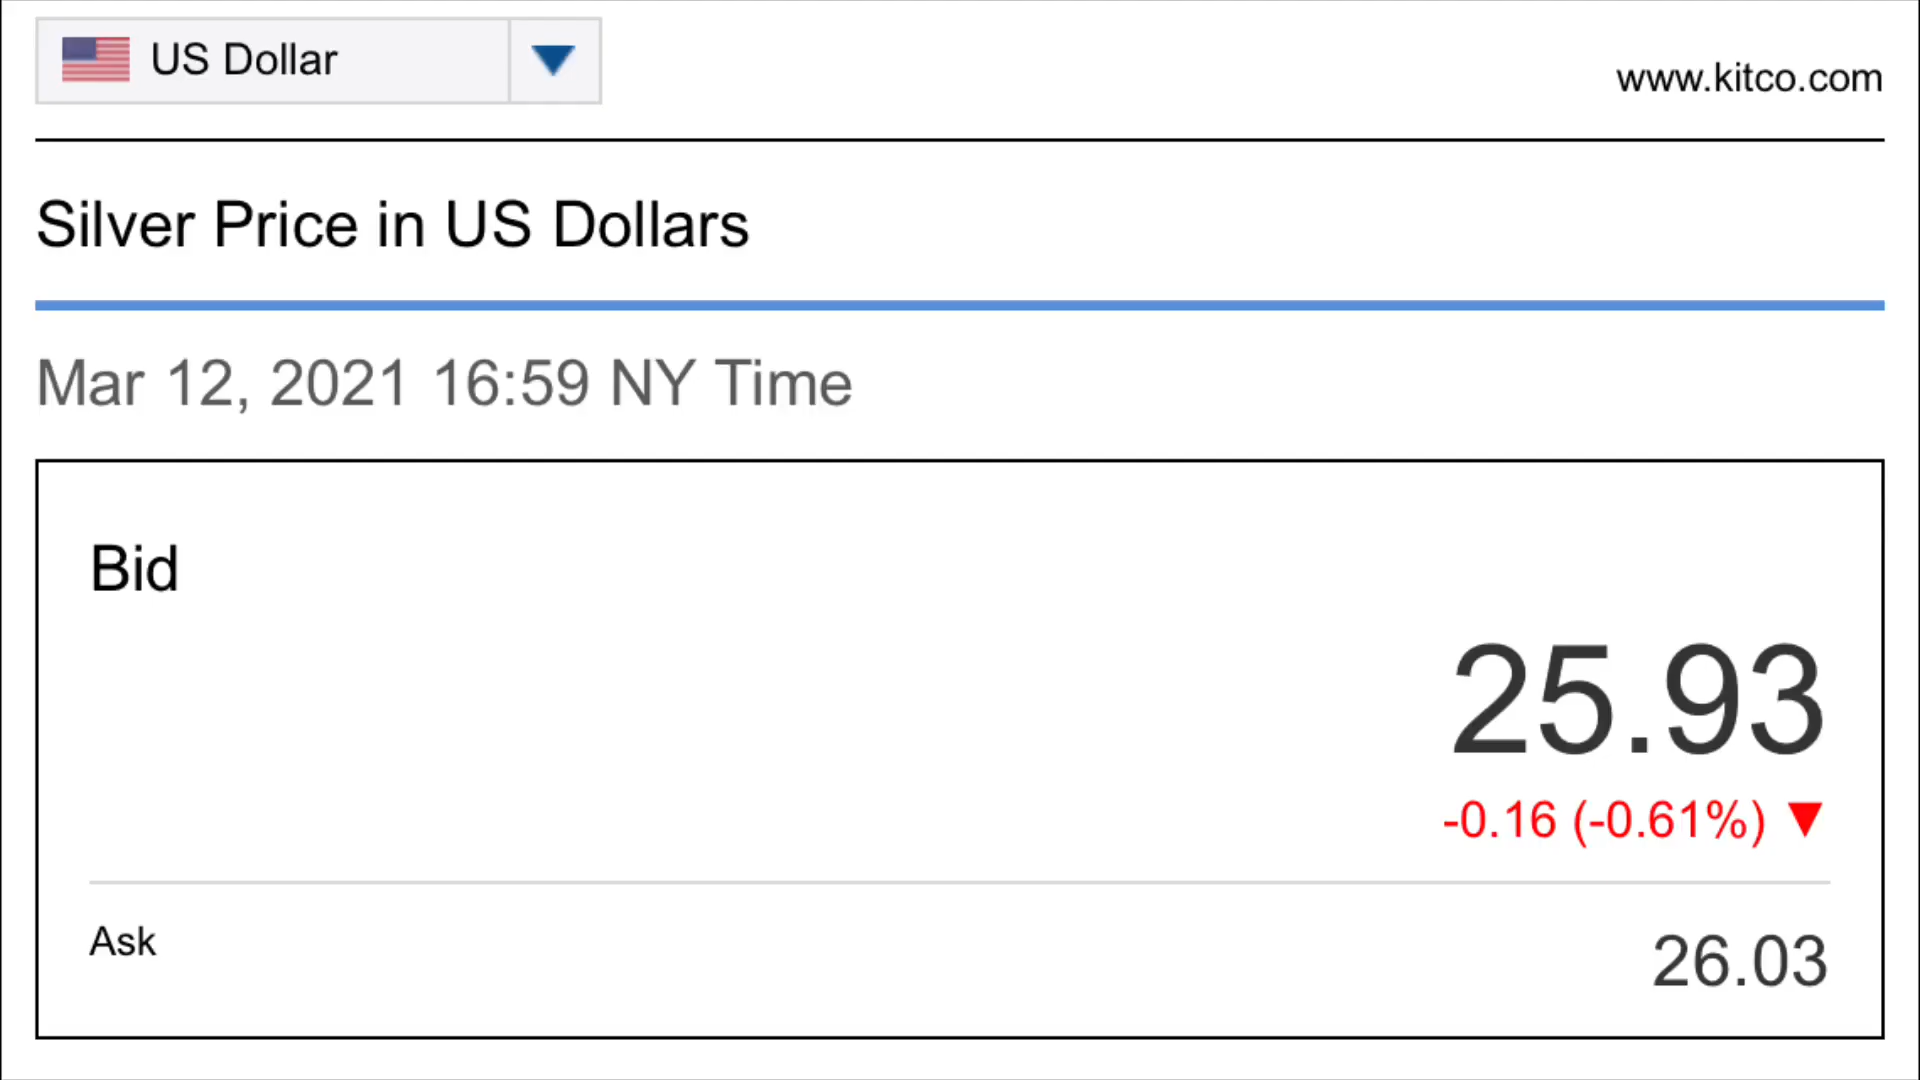 US Dollar
www.kitco.com
Silver Price in US Dollars
Mar 12, 2021 16:59 NY Time
Bid
25.93
-0.16 (-0.61%) ▼
Ask
26.03